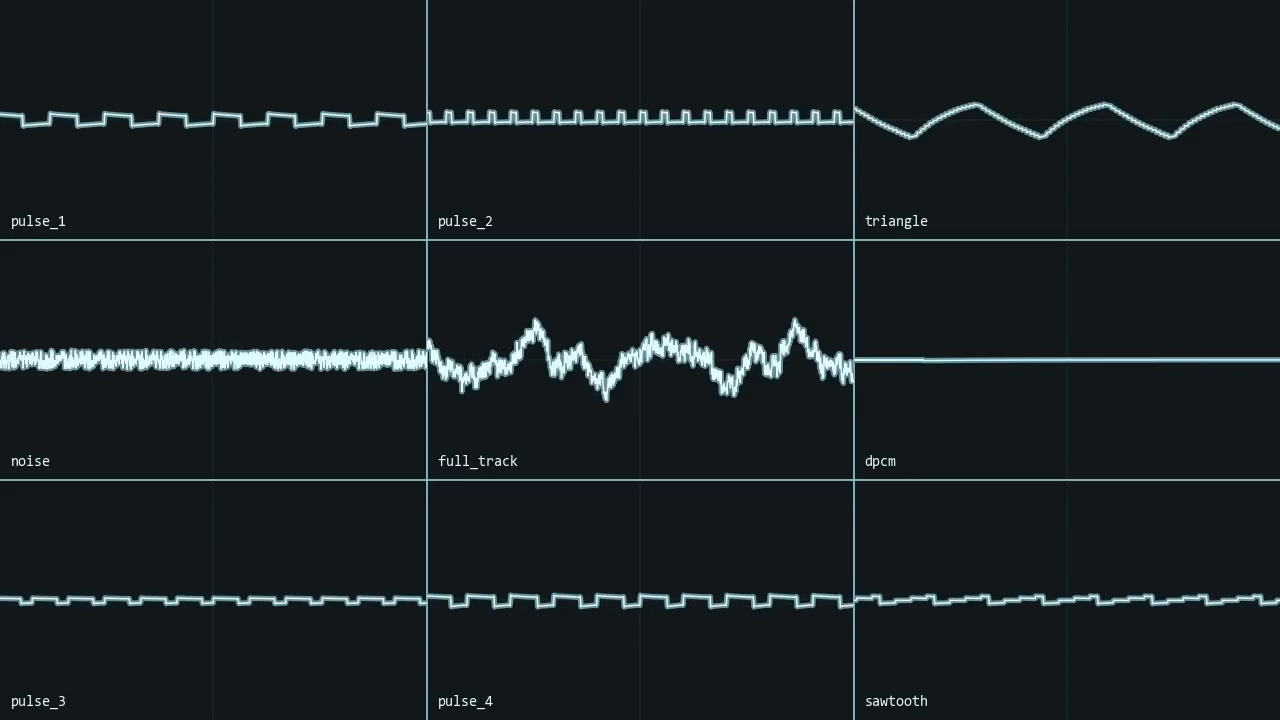 pulse_1
pulse_2
triangle
noise
full_track
dpcm
pulse_3
pulse_4
sawtooth